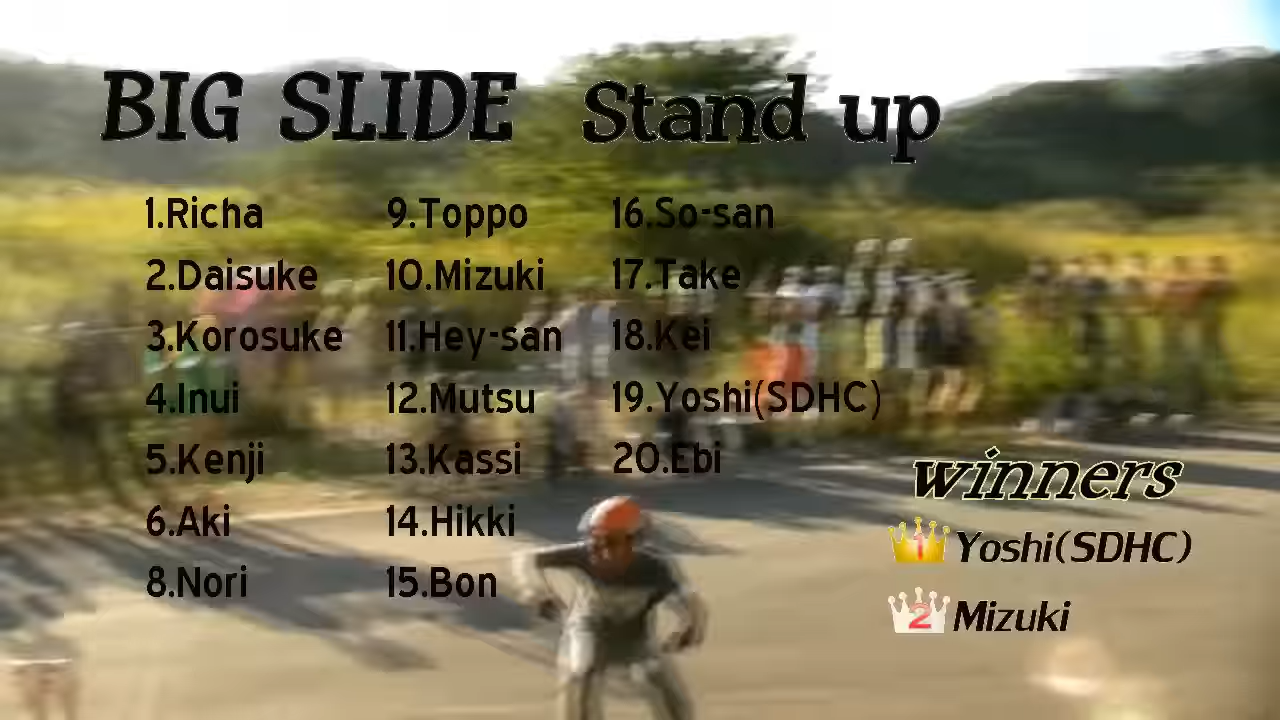 BIG SLIDE Stand up
1.Richa
2.Daisuke
3.Korosuke
4.Inui
5.Kenji
6.Aki
8.Nori
9.Toppo
10.Mizuki
11.Hey-san
12.Mutsu
13.Kassi
14.Hikki
15.Bon
16.So-san
17.Take
18.Kei
19.Yoshi(SDHC)
20.Ebi
winners
1 Yoshi(SDHC)
2 Mizuki